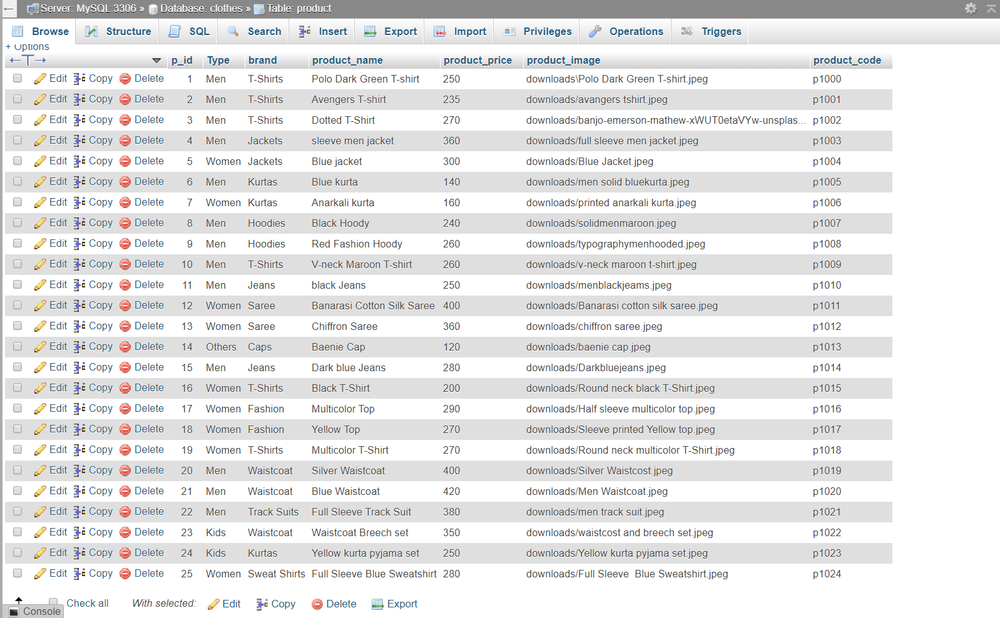 Server: MySQL:3306 » Database: clothes » Table: product
Browse Structure SQL Search Insert Export Import Privileges Operations Triggers
+ Options
p_id Type brand product_name product_price product_image product_code
Edit Copy Delete 1 Men T-Shirts Polo Dark Green T-shirt 250 downloads\Polo Dark Green T-shirt.jpeg p1000
Edit Copy Delete 2 Men T-Shirts Avengers T-shirt 235 downloads/avangers tshirt.jpeg p1001
Edit Copy Delete 3 Men T-Shirts Dotted T-Shirt 270 downloads/banjo-emerson-mathew-xWUT0etaVYw-unsplas... p1002
Edit Copy Delete 4 Men Jackets sleeve men jacket 360 downloads/full sleeve men jacket.jpeg p1003
Edit Copy Delete 5 Women Jackets Blue jacket 300 downloads/Blue Jacket.jpeg p1004
Edit Copy Delete 6 Men Kurtas Blue kurta 140 downloads/men solid bluekurta.jpeg p1005
Edit Copy Delete 7 Women Kurtas Anarkali kurta 160 downloads/printed anarkali kurta.jpeg p1006
Edit Copy Delete 8 Men Hoodies Black Hoody 240 downloads/solidmenmaroon.jpeg p1007
Edit Copy Delete 9 Men Hoodies Red Fashion Hoody 260 downloads/typographymenhooded.jpeg p1008
Edit Copy Delete 10 Men T-Shirts V-neck Maroon T-shirt 260 downloads/v-neck maroon t-shirt.jpeg p1009
Edit Copy Delete 11 Men Jeans black Jeans 250 downloads/menblackjeams.jpeg p1010
Edit Copy Delete 12 Women Saree Banarasi Cotton Silk Saree 400 downloads/Banarasi cotton silk saree.jpeg p1011
Edit Copy Delete 13 Women Saree Chiffron Saree 360 downloads/chiffron saree.jpeg p1012
Edit Copy Delete 14 Others Caps Baenie Cap 120 downloads/baenie cap.jpeg p1013
Edit Copy Delete 15 Men Jeans Dark blue Jeans 280 downloads/Darkbluejeans.jpeg p1014
Edit Copy Delete 16 Women T-Shirts Black T-Shirt 200 downloads/Round neck black T-Shirt.jpeg p1015
Edit Copy Delete 17 Women Fashion Multicolor Top 290 downloads/Half sleeve multicolor top.jpeg p1016
Edit Copy Delete 18 Women Fashion Yellow Top 270 downloads/Sleeve printed Yellow top.jpeg p1017
Edit Copy Delete 19 Women T-Shirts Multicolor T-Shirt 270 downloads/Round neck multicolor T-Shirt.jpeg p1018
Edit Copy Delete 20 Men Waistcoat Silver Waistcoat 400 downloads/Silver Waistcost.jpeg p1019
Edit Copy Delete 21 Men Waistcoat Blue Waistcoat 420 downloads/Men Waistcoat.jpeg p1020
Edit Copy Delete 22 Men Track Suits Full Sleeve Track Suit 380 downloads/men track suit.jpeg p1021
Edit Copy Delete 23 Kids Waistcoat Waistcoat Breech set 350 downloads/waistcost and breech set.jpeg p1022
Edit Copy Delete 24 Kids Kurtas Yellow kurta pyjama set 250 downloads/Yellow kurta pyjama set.jpeg p1023
Edit Copy Delete 25 Women Sweat Shirts Full Sleeve Blue Sweatshirt 280 downloads/Full Sleeve  Blue Sweatshirt.jpeg p1024
Check all With selected: Edit Copy Delete Export
Console